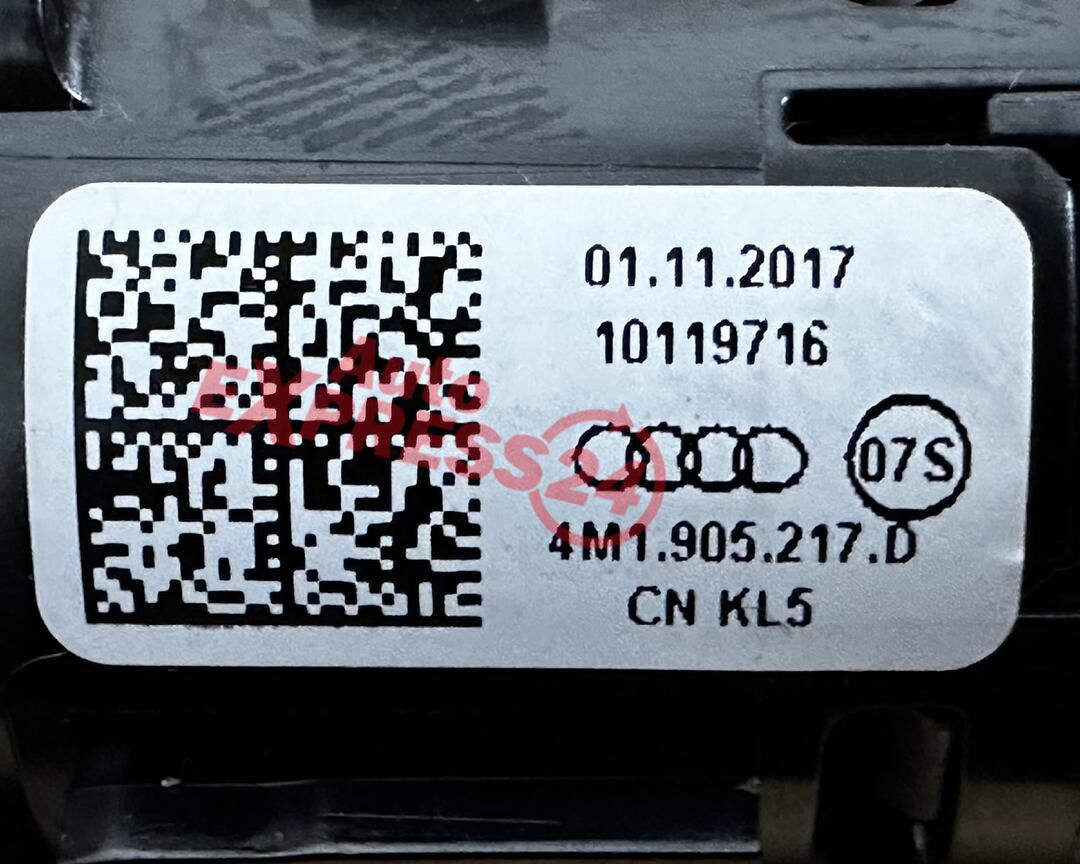 01.11.2017
10119716
Auto
EXPRESS24
07S
4M1.905.217.D
CN KL5